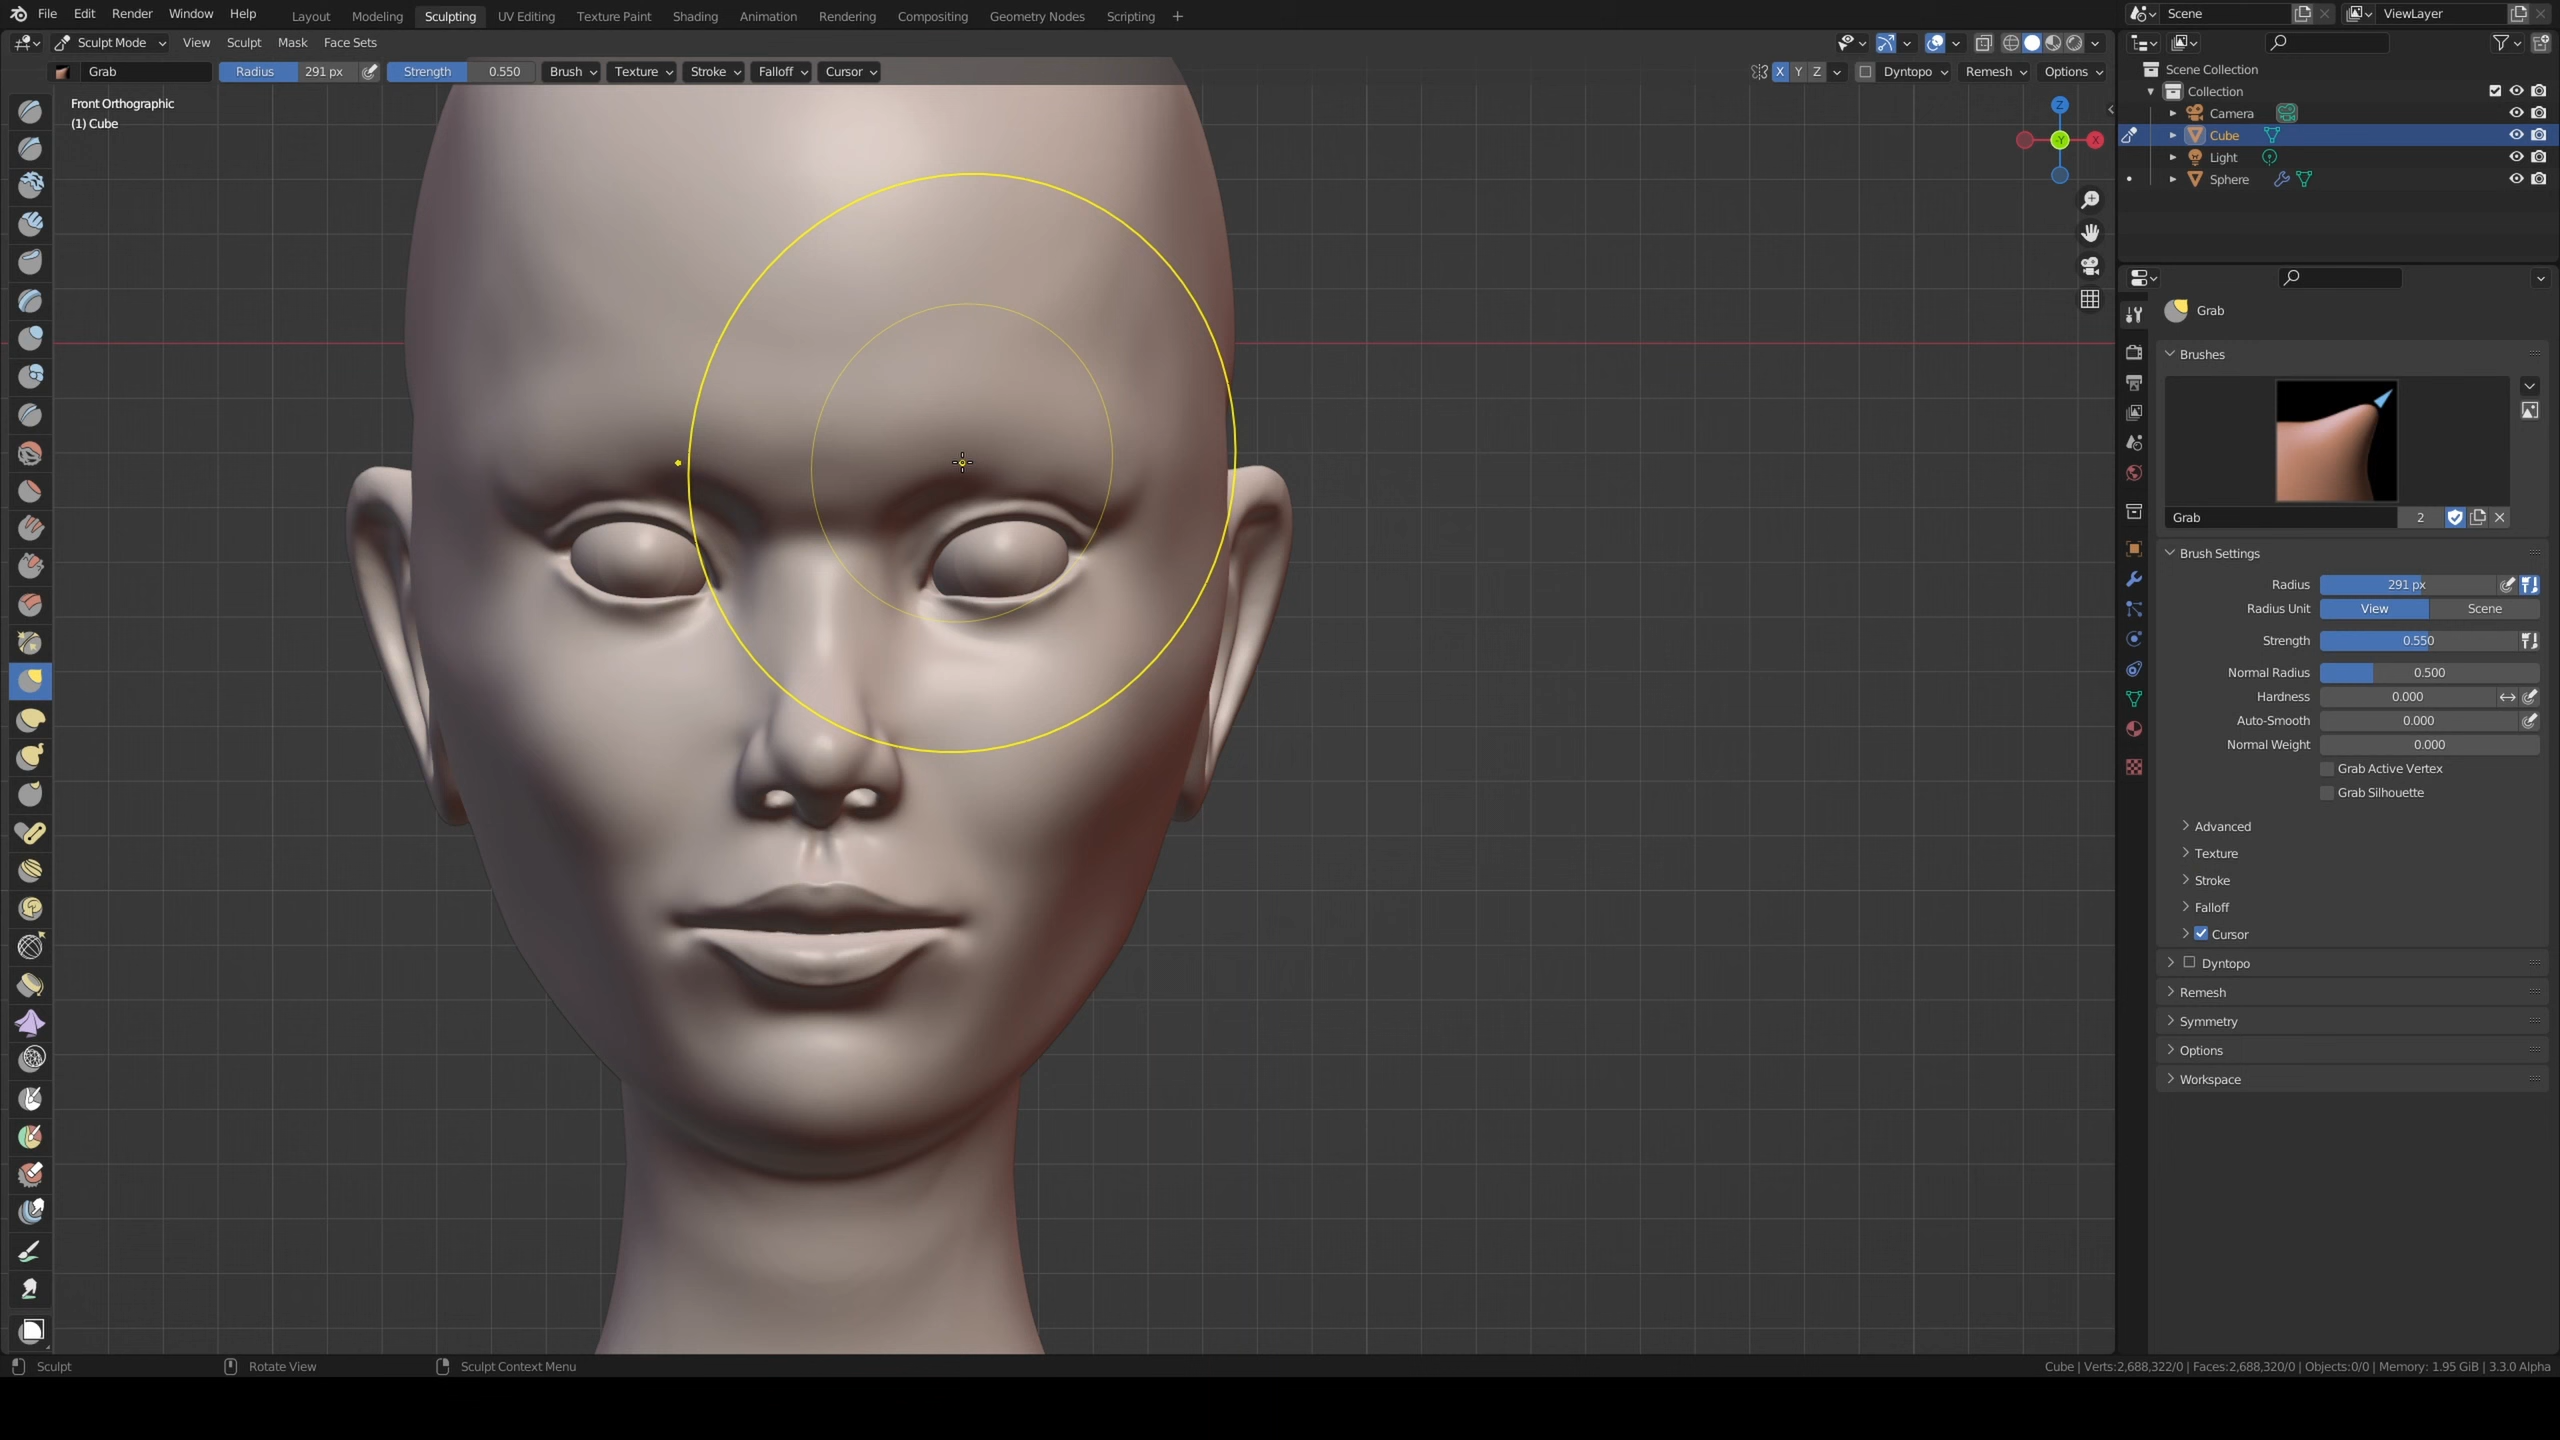 File Edit Render Window Help Layout Modeling Sculpting UV Editing Texture Paint Shading Animation Rendering Compositing Geometry Nodes Scripting + Scene ViewLayer
Sculpt Mode View Sculpt Mask Face Sets
Grab Radius 291 px Strength 0.550 Brush Texture Stroke Falloff Cursor X Y Z Dyntopo Remesh Options
Front Orthographic
(1) Cube
Z
Y X
Scene Collection
Collection
Camera
Cube
Light
Sphere
Grab
Brushes
Grab 2
Brush Settings
Radius 291 px
Radius Unit View Scene
Strength 0.550
Normal Radius 0.500
Hardness 0.000
Auto-Smooth 0.000
Normal Weight 0.000
Grab Active Vertex
Grab Silhouette
Advanced
Texture
Stroke
Falloff
Cursor
Dyntopo
Remesh
Symmetry
Options
Workspace
Sculpt Rotate View Sculpt Context Menu Cube | Verts:2,688,322/0 | Faces:2,688,320/0 | Objects:0/0 | Memory: 1.95 GiB | 3.3.0 Alpha